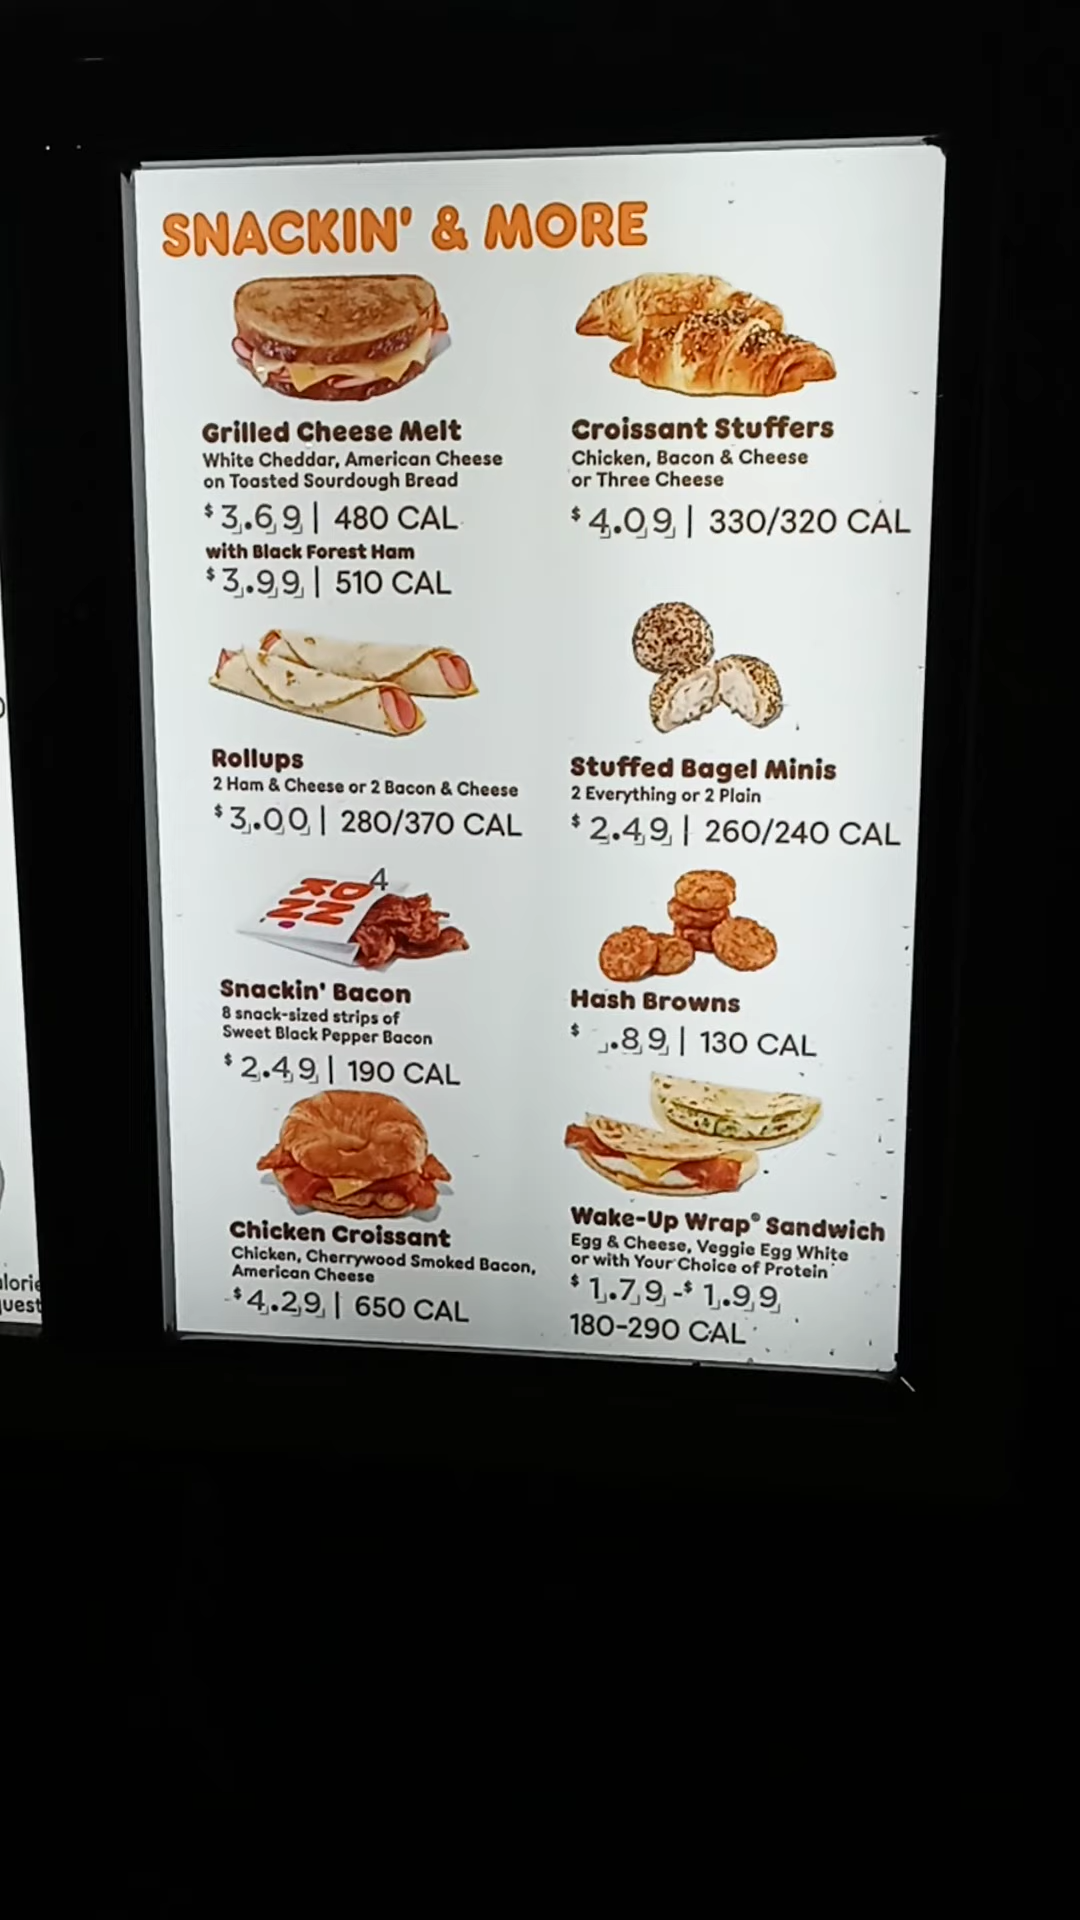 SNACKIN' & MORE
Grilled Cheese Melt
White Cheddar, American Cheese
on Toasted Sourdough Bread
$3.69 | 480 CAL
with Black Forest Ham
$3.99 | 510 CAL
Croissant Stuffers
Chicken, Bacon & Cheese
or Three Cheese
$4.09 | 330/320 CAL
Rollups
2 Ham & Cheese or 2 Bacon & Cheese
$3.00 | 280/370 CAL
Stuffed Bagel Minis
2 Everything or 2 Plain
$2.49 | 260/240 CAL
4
DNKN'
Snackin' Bacon
8 snack-sized strips of
Sweet Black Pepper Bacon
$2.49 | 190 CAL
Hash Browns
$ .89 | 130 CAL
Chicken Croissant
Chicken, Cherrywood Smoked Bacon,
American Cheese
$4.29 | 650 CAL
Wake-Up Wrap® Sandwich
Egg & Cheese, Veggie Egg White
or with Your Choice of Protein
$1.79 - $1.99
180-290 CAL